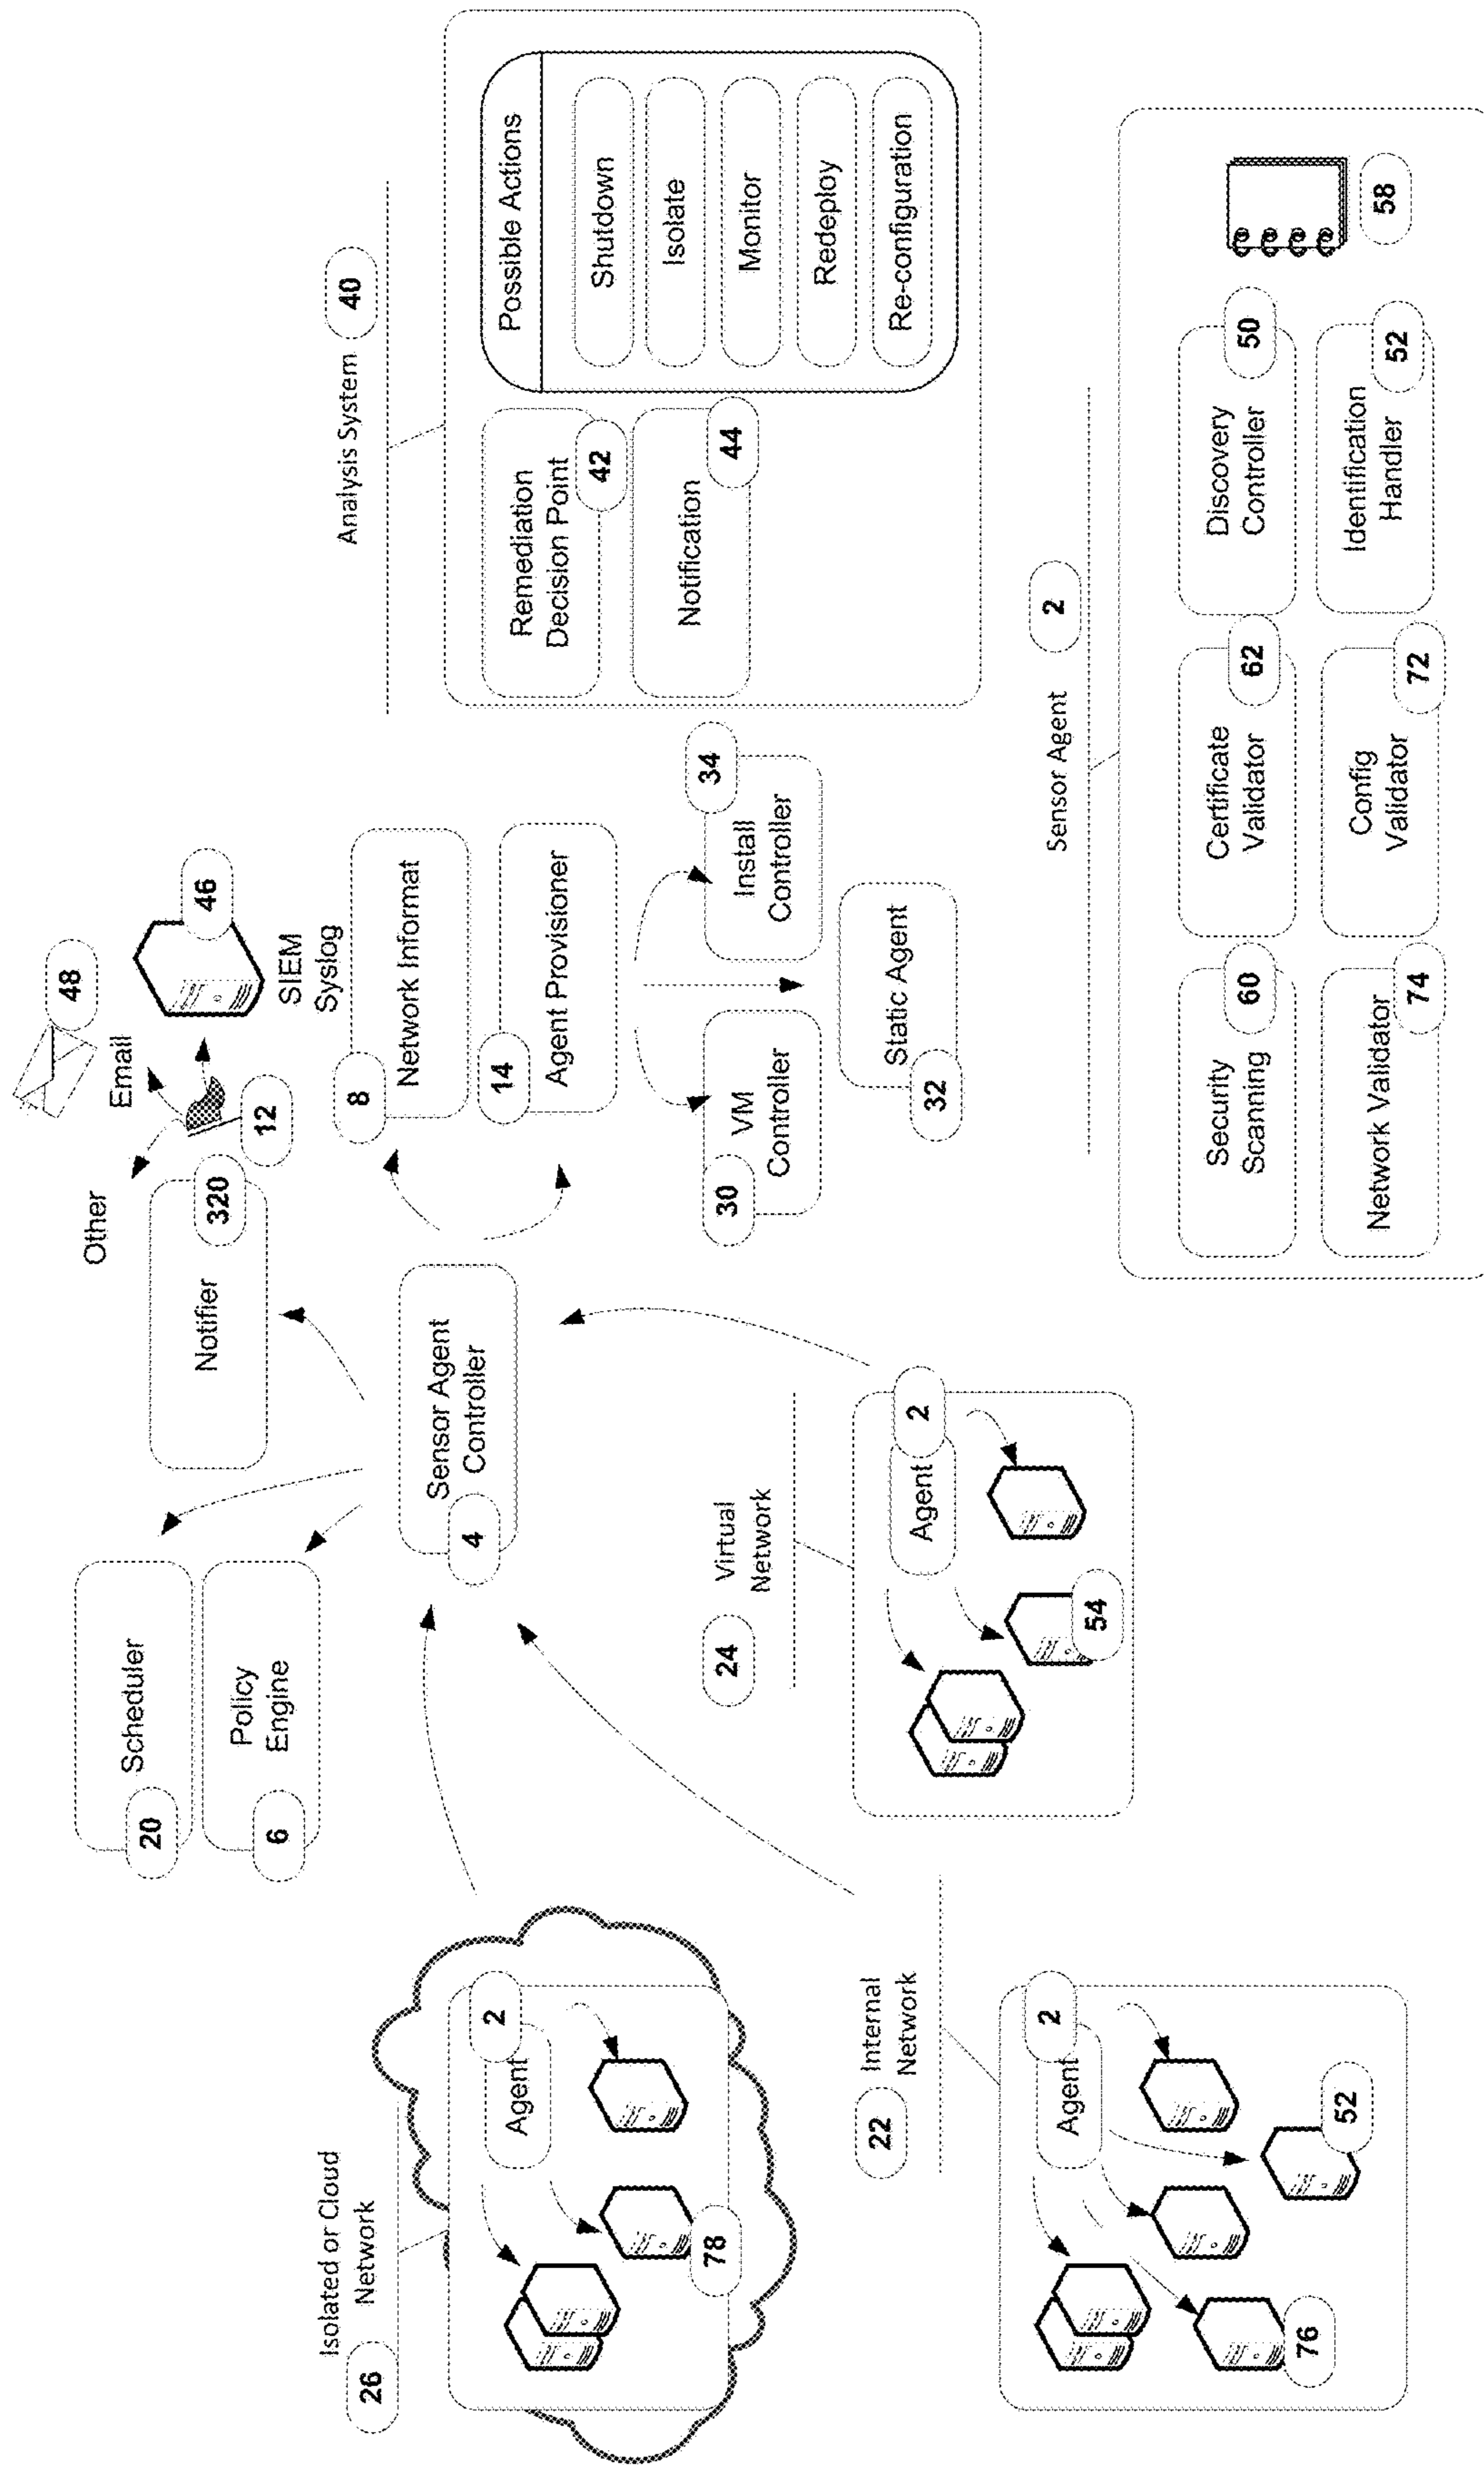 Isolated or Cloud
Network
26
Agent
2
78
22
Internal
Network
Agent
2
76
52
Scheduler
20
Policy
Engine
6
24
Virtual
Network
Agent
2
54
Sensor Agent
Controller
4
Notifier
320
12
Other
Email
48
46
SIEM
Syslog
Network Informat
8
Agent Provisioner
14
VM
Controller
30
Install
Controller
34
Static Agent
32
Analysis System
40
Remediation
Decision Point
42
Notification
44
Possible Actions
Shutdown
Isolate
Monitor
Redeploy
Re-configuration
Sensor Agent
2
Security
Scanning
60
Certificate
Validator
62
Discovery
Controller
50
Network Validator
74
Config
Validator
72
Identification
Handler
52
58